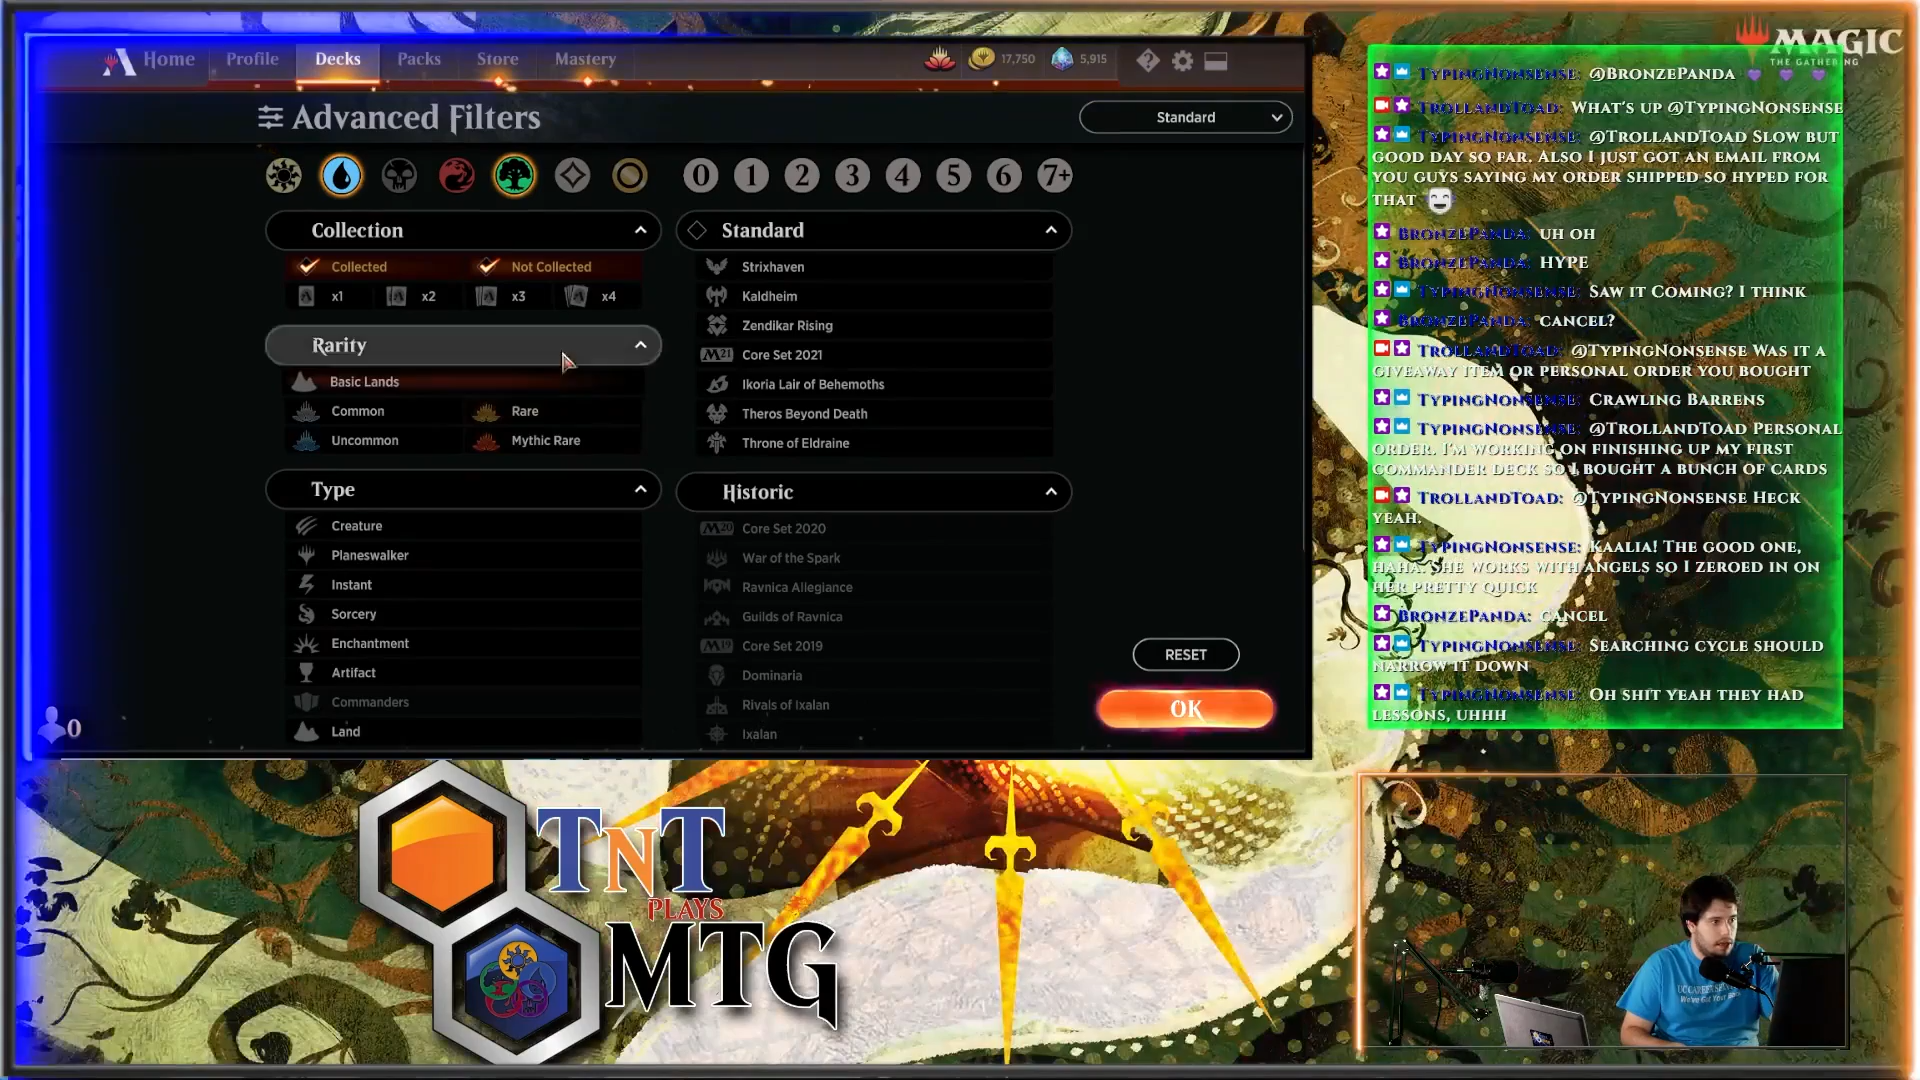 Home
Profile
Decks
Packs
Store
Mastery
17,750
5,915
Advanced Filters
Standard
0
1
2
3
4
5
6
7+
Collection
Collected
Not Collected
x1
x2
x3
x4
Rarity
Basic Lands
Common
Rare
Uncommon
Mythic Rare
Type
Creature
Planeswalker
Instant
Sorcery
Enchantment
Artifact
Commanders
Land
Standard
Strixhaven
Kaldheim
Zendikar Rising
M21 Core Set 2021
Ikoria Lair of Behemoths
Theros Beyond Death
Throne of Eldraine
Historic
M20 Core Set 2020
War of the Spark
Ravnica Allegiance
Guilds of Ravnica
M19 Core Set 2019
Dominaria
Rivals of Ixalan
Ixalan
RESET
OK
0
MAGIC
THE GATHERING
TypingNonsense: @BronzePanda
TrollandToad: What's up @TypingNonsense
TypingNonsense: @TrollandToad Slow but
good day so far. Also I just got an email from
you guys saying my order shipped so hyped for
that
BronzePanda: uh oh
BronzePanda: HYPE
TypingNonsense: Saw it Coming? I think
BronzePanda: cancel?
TrollandToad: @TypingNonsense Was it a
giveaway item or personal order you bought
TypingNonsense: Crawling Barrens
TypingNonsense: @TrollandToad Personal
order. I'm working on finishing up my first
commander deck so I bought a bunch of cards
TrollandToad: @TypingNonsense Heck
yeah.
TypingNonsense: Kaalia! The good one,
haha. She works with angels so I zeroed in on
her pretty quick
BronzePanda: cancel
TypingNonsense: Searching cycle should
narrow it down
TypingNonsense: Oh shit yeah they had
lessons, uhhh
TNT
PLAYS
MTG